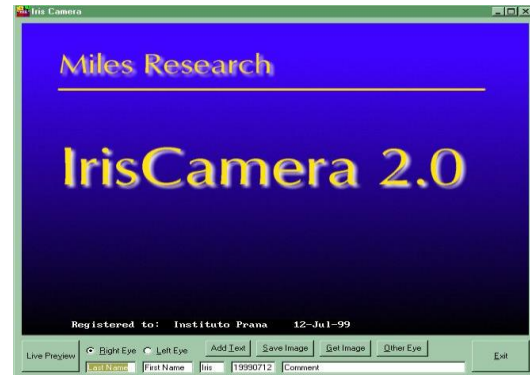 Iris Camera
Miles Research
IrisCamera 2.0
Registered to: Instituto Prana 12-Jul-99
Live Preview Right Eye Left Eye Add Text Save Image Get Image Other Eye Exit
Last Name First Name Iris 19990712 Comment